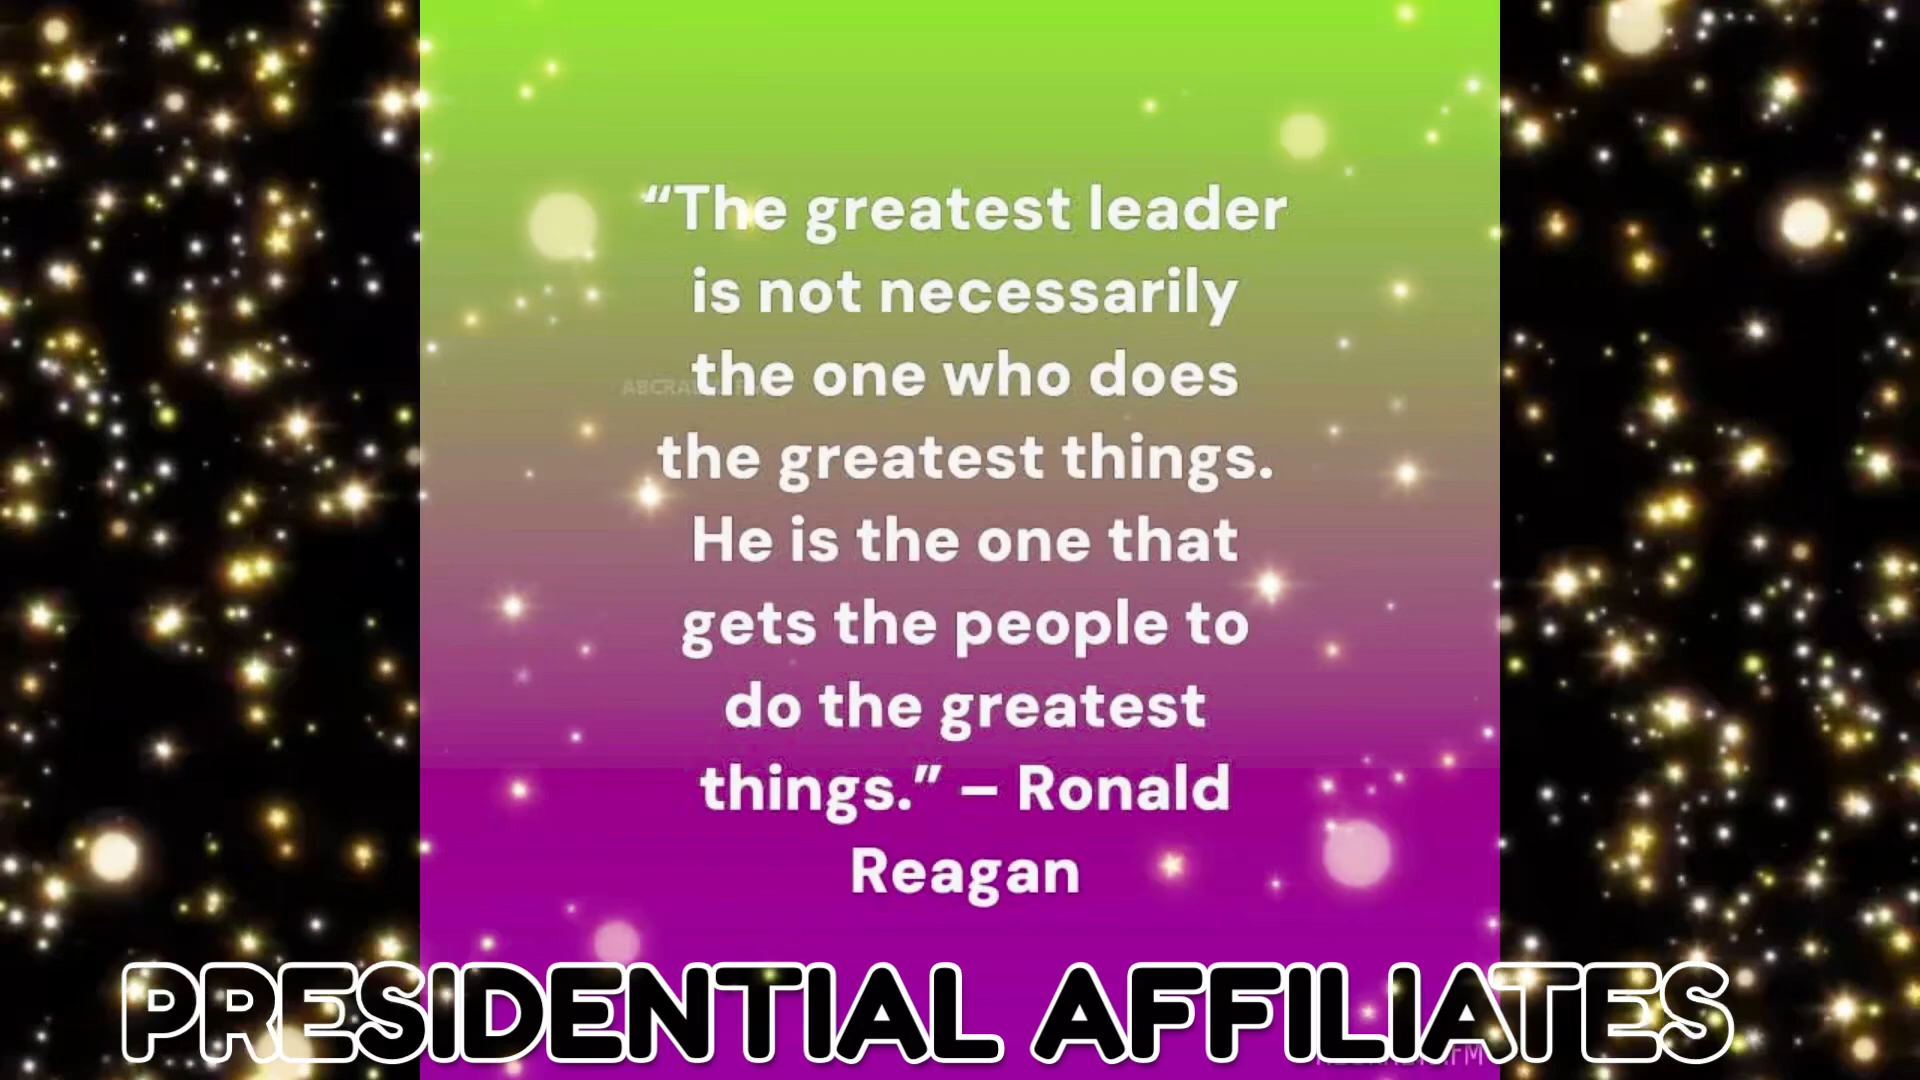 “The greatest leader
is not necessarily
the one who does
the greatest things.
He is the one that
gets the people to
do the greatest
things.” – Ronald
Reagan
PRESIDENTIAL AFFILIATES